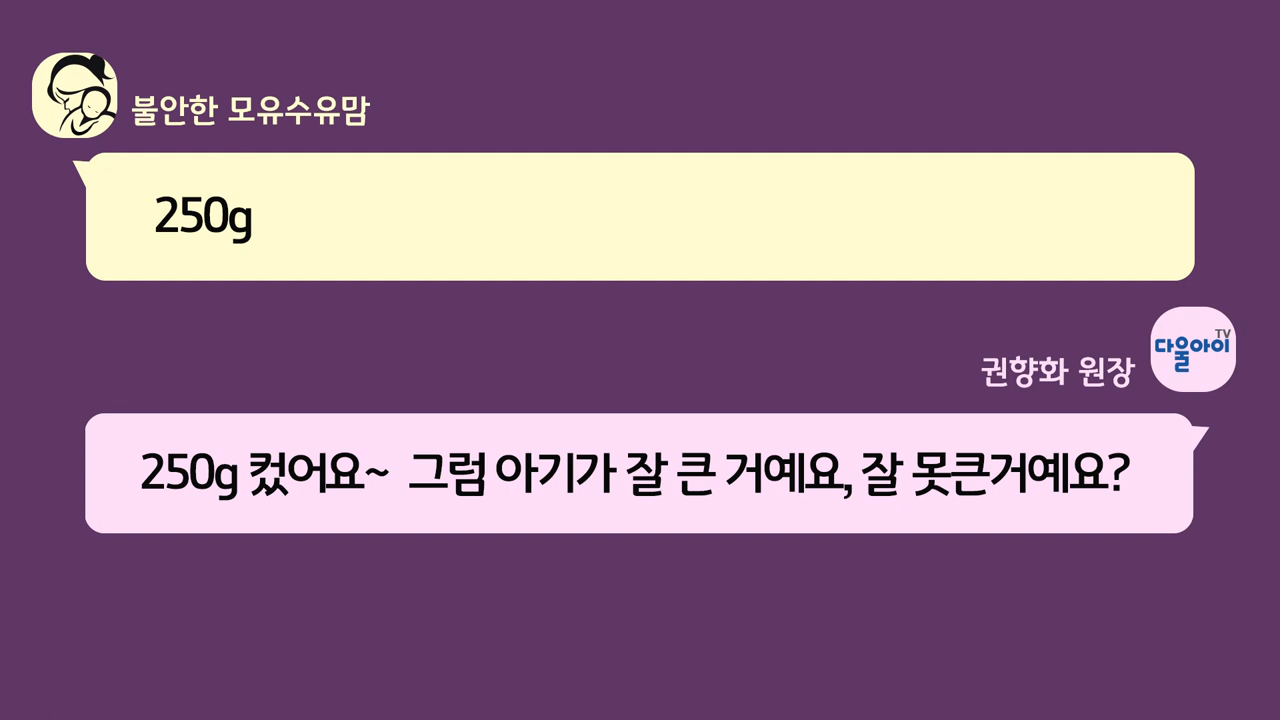 불안한 모유수유맘
250g
TV
다울아이
권향화 원장
250g 컸어요~ 그럼 아기가 잘 큰 거예요, 잘 못큰거예요?